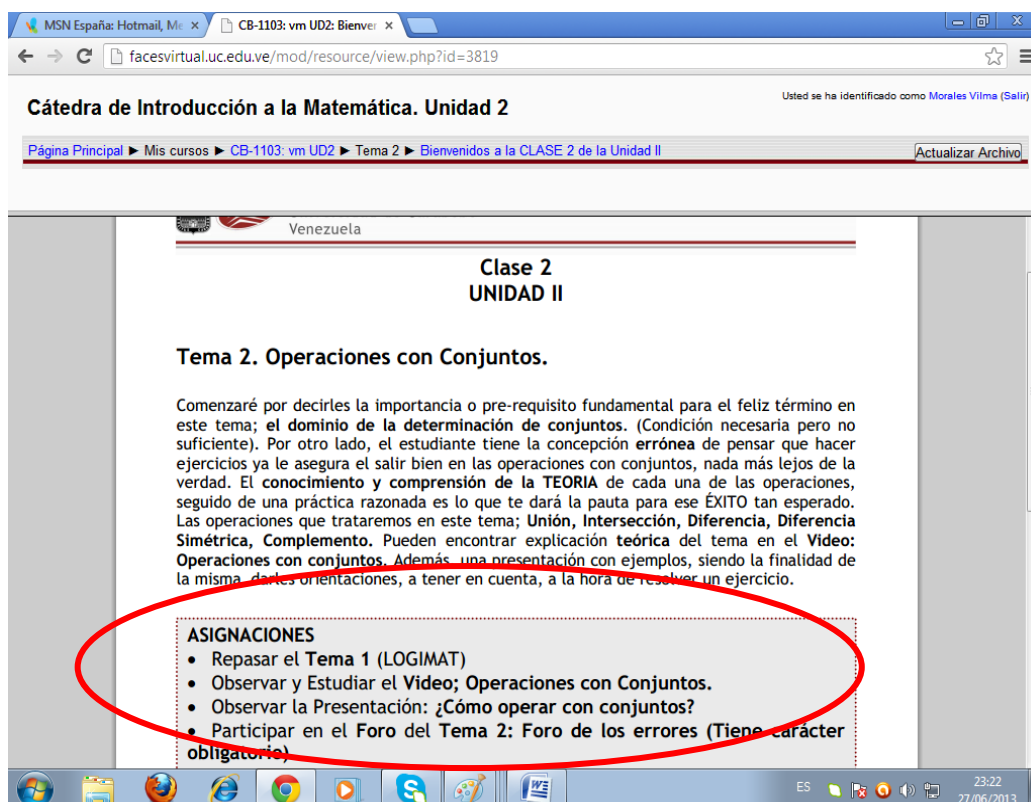 MSN España: Hotmail, Me
CB-1103: vm UD2: Bienver
facesvirtual.uc.edu.ve/mod/resource/view.php?id=3819
Cátedra de Introducción a la Matemática. Unidad 2
Usted se ha identificado como Morales Vilma (Salir)
Página Principal ► Mis cursos ► CB-1103: vm UD2 ► Tema 2 ► Bienvenidos a la CLASE 2 de la Unidad II
Actualizar Archivo
Venezuela
Clase 2
UNIDAD II
Tema 2. Operaciones con Conjuntos.
Comenzaré por decirles la importancia o pre-requisito fundamental para el feliz término en
este tema; el dominio de la determinación de conjuntos. (Condición necesaria pero no
suficiente). Por otro lado, el estudiante tiene la concepción errónea de pensar que hacer
ejercicios ya le asegura el salir bien en las operaciones con conjuntos, nada más lejos de la
verdad. El conocimiento y comprensión de la TEORIA de cada una de las operaciones,
seguido de una práctica razonada es lo que te dará la pauta para ese ÉXITO tan esperado.
Las operaciones que trataremos en este tema; Unión, Intersección, Diferencia, Diferencia
Simétrica, Complemento. Pueden encontrar explicación teórica del tema en el Video:
Operaciones con conjuntos. Además, una presentación con ejemplos, siendo la finalidad de
la misma, darles orientaciones, a tener en cuenta, a la hora de resolver un ejercicio.
ASIGNACIONES
• Repasar el Tema 1 (LOGIMAT)
• Observar y Estudiar el Video; Operaciones con Conjuntos.
• Observar la Presentación: ¿Cómo operar con conjuntos?
• Participar en el Foro del Tema 2: Foro de los errores (Tiene carácter
obligatorio)
ES
23:22
27/06/2013